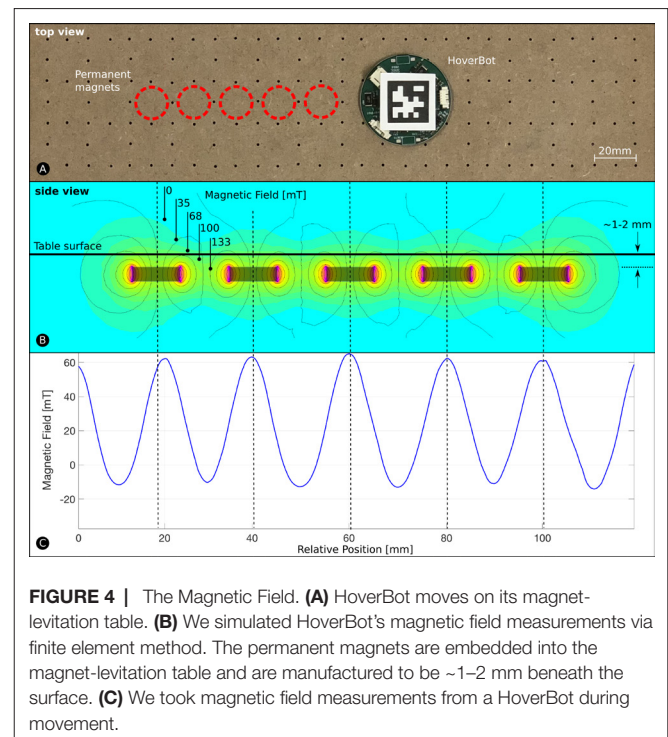 top view
Permanent
magnets
HoverBot
20mm
A
side view
0
Magnetic Field [mT]
35
68
100
133
Table surface
~1-2 mm
B
60
40
20
0
-20
Magnetic Field [mT]
0
20
40
60
80
100
Relative Position [mm]
C
FIGURE 4 | The Magnetic Field. (A) HoverBot moves on its magnet-
levitation table. (B) We simulated HoverBot's magnetic field measurements via
finite element method. The permanent magnets are embedded into the
magnet-levitation table and are manufactured to be ~1–2 mm beneath the
surface. (C) We took magnetic field measurements from a HoverBot during
movement.